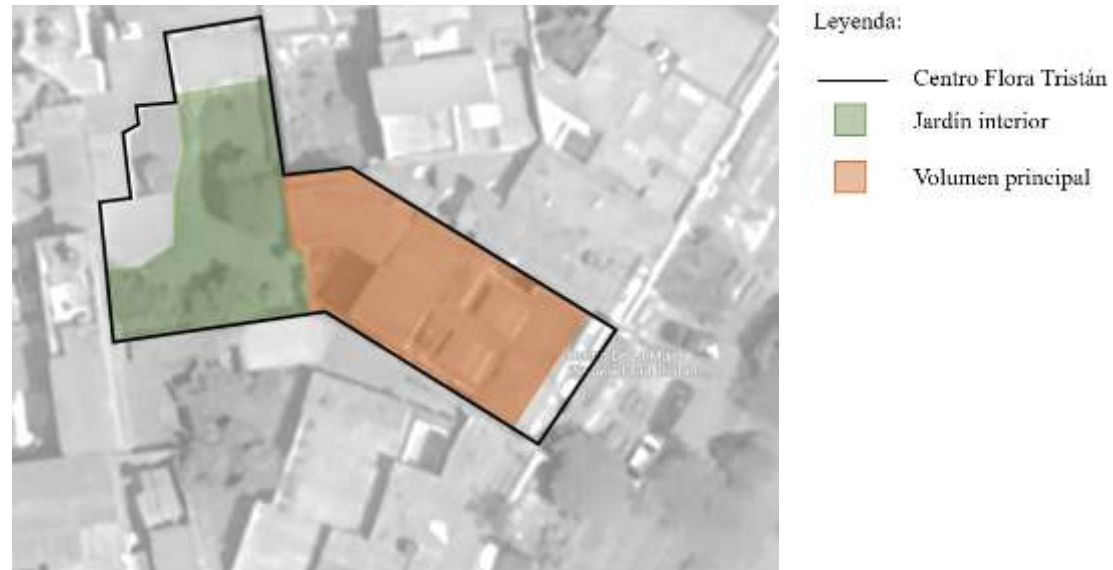 Leyenda:
Centro Flora Tristán
Jardín interior
Volumen principal